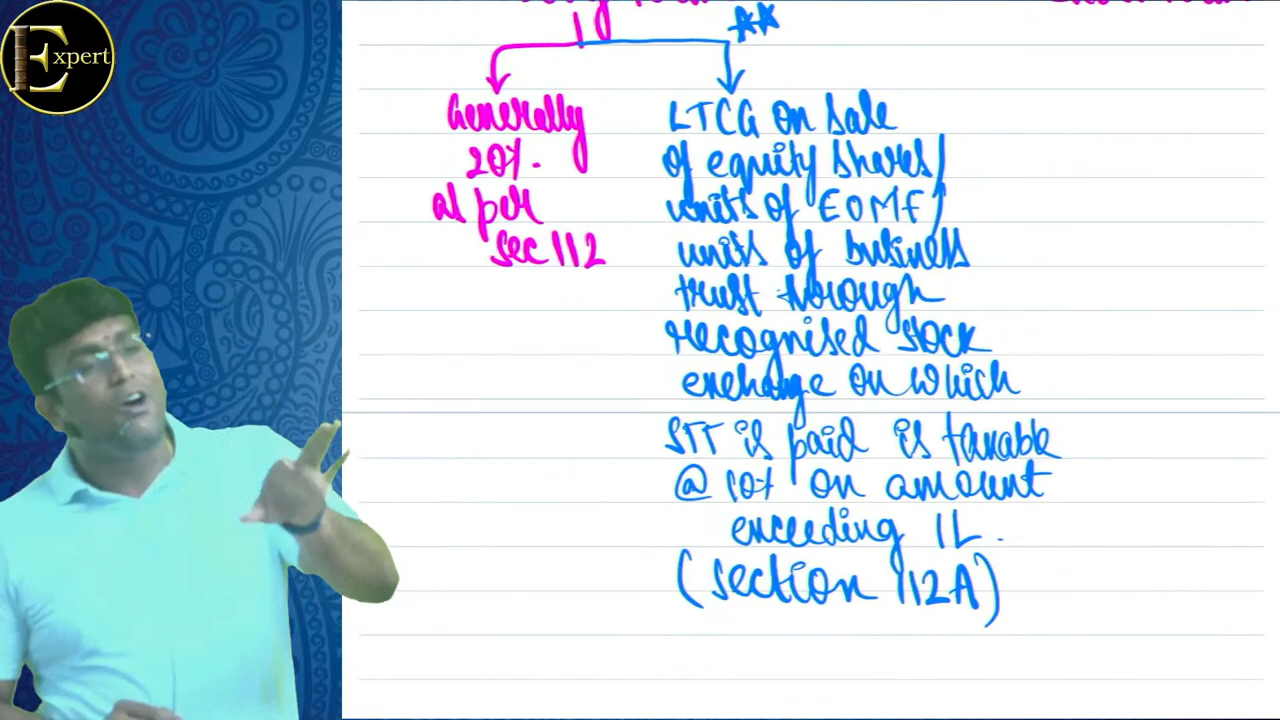 Expert
**
Generally
20%.
as per
sec 112
LTCG on sale
of equity shares/
units of EOMF/
units of business
trust through
recognised stock
exchange on which
STT is paid is taxable
@ 10% on amount
exceeding 1L.
(section 112A)